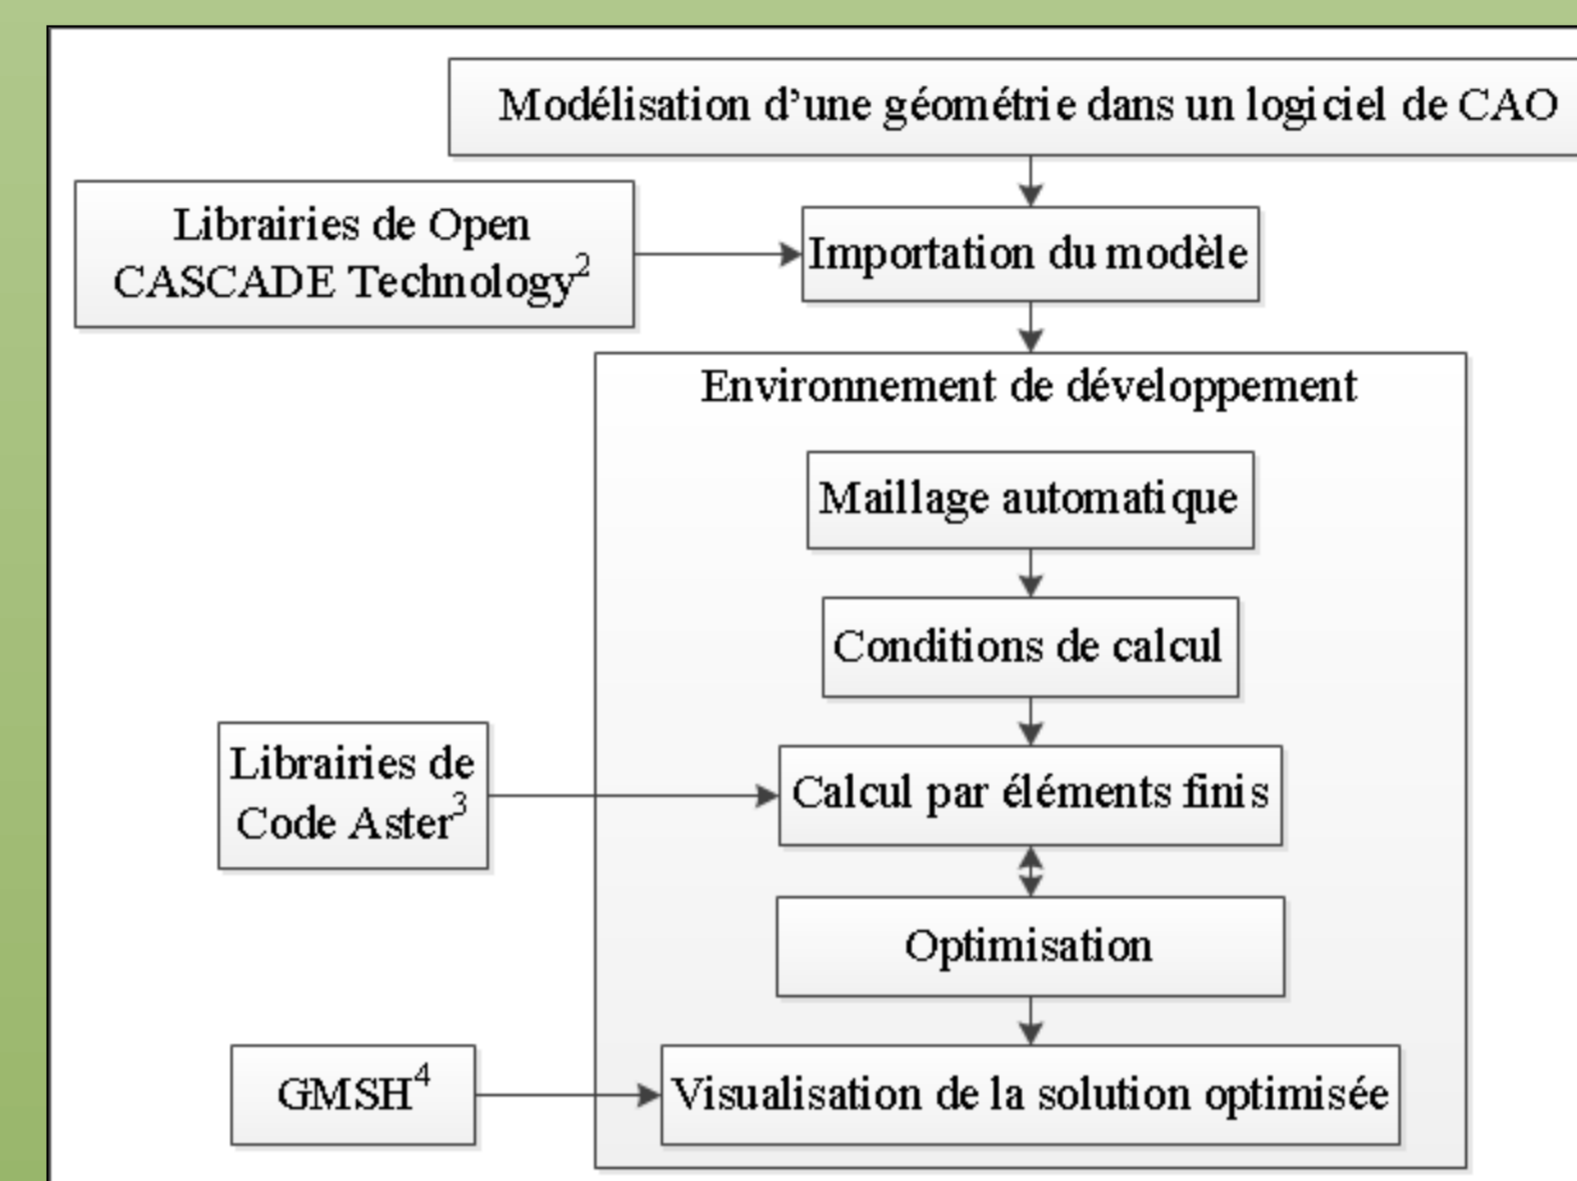 Modélisation d’une géométrie dans un logiciel de CAO
Librairies de Open
CASCADE Technology²
Importation du modèle
Environnement de développement
Maillage automatique
Conditions de calcul
Librairies de
Code Aster³
Calcul par éléments finis
Optimisation
GMSH⁴
Visualisation de la solution optimisée